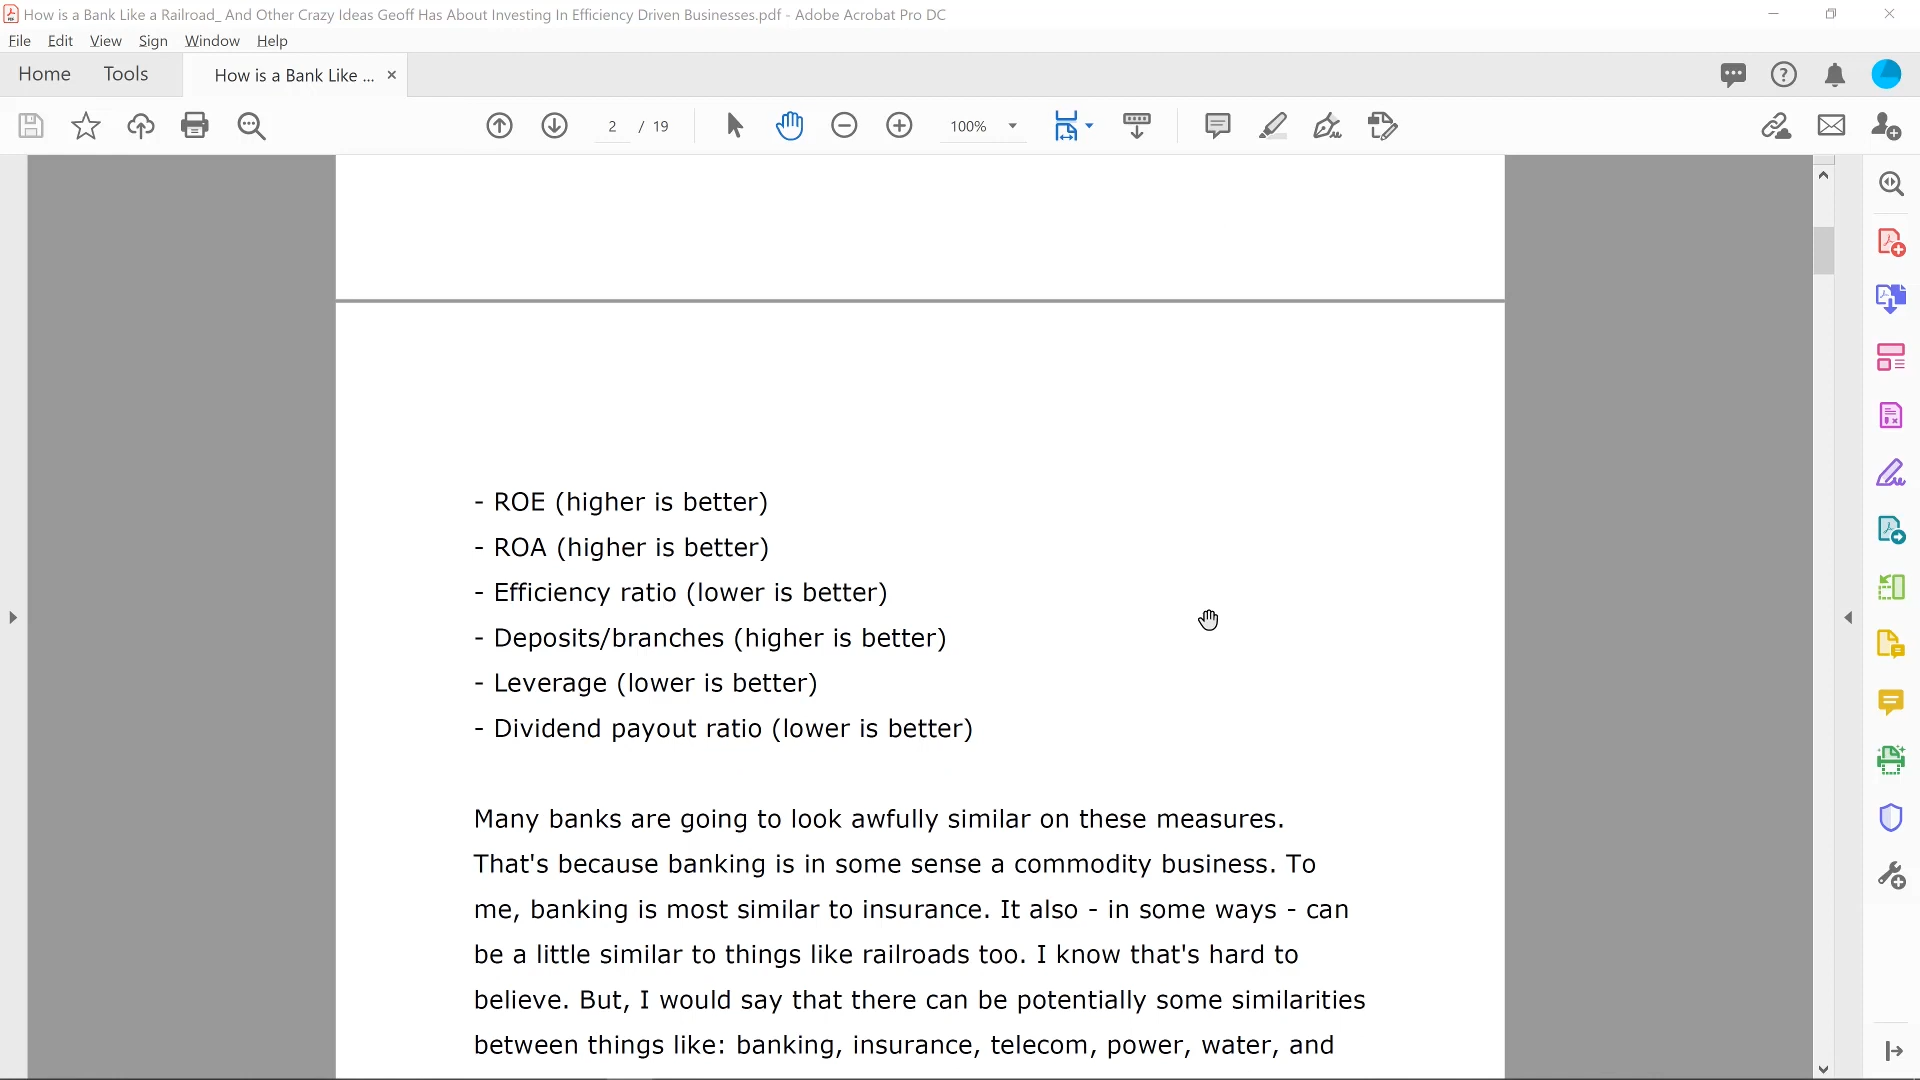 How is a Bank Like a Railroad_ And Other Crazy Ideas Geoff Has About Investing In Efficiency Driven Businesses.pdf - Adobe Acrobat Pro DC
File Edit View Sign Window Help
Home Tools How is a Bank Like ...
2 / 19 100%
- ROE (higher is better)
- ROA (higher is better)
- Efficiency ratio (lower is better)
- Deposits/branches (higher is better)
- Leverage (lower is better)
- Dividend payout ratio (lower is better)
Many banks are going to look awfully similar on these measures.
That's because banking is in some sense a commodity business. To
me, banking is most similar to insurance. It also - in some ways - can
be a little similar to things like railroads too. I know that's hard to
believe. But, I would say that there can be potentially some similarities
between things like: banking, insurance, telecom, power, water, and